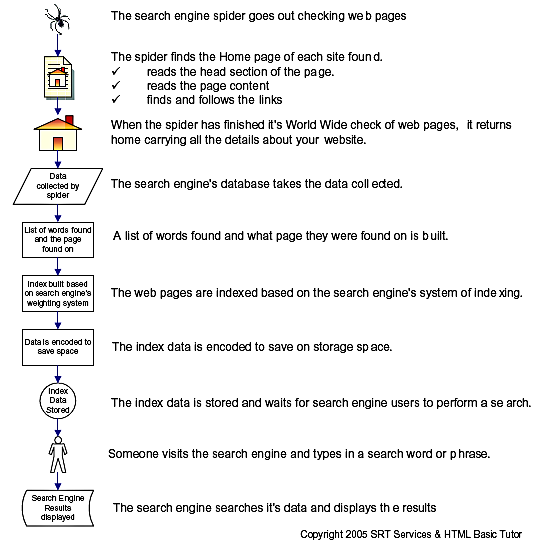 The search engine spider goes out checking web pages
The spider finds the Home page of each site found.
✓ reads the head section of the page.
✓ reads the page content
✓ finds and follows the links
When the spider has finished it's World Wide check of web pages, it returns
home carrying all the details about your website.
Data
collected by
spider
The search engine's database takes the data collected.
List of words found
and the page
found on
A list of words found and what page they were found on is built.
Index built based
on search engine's
weighting system
The web pages are indexed based on the search engine's system of indexing.
Data is encoded to
save space
The index data is encoded to save on storage space.
Index
Data
Stored
The index data is stored and waits for search engine users to perform a search.
Someone visits the search engine and types in a search word or phrase.
Search Engine
Results
displayed
The search engine searches it's data and displays the results
Copyright 2005 SRT Services & HTML Basic Tutor